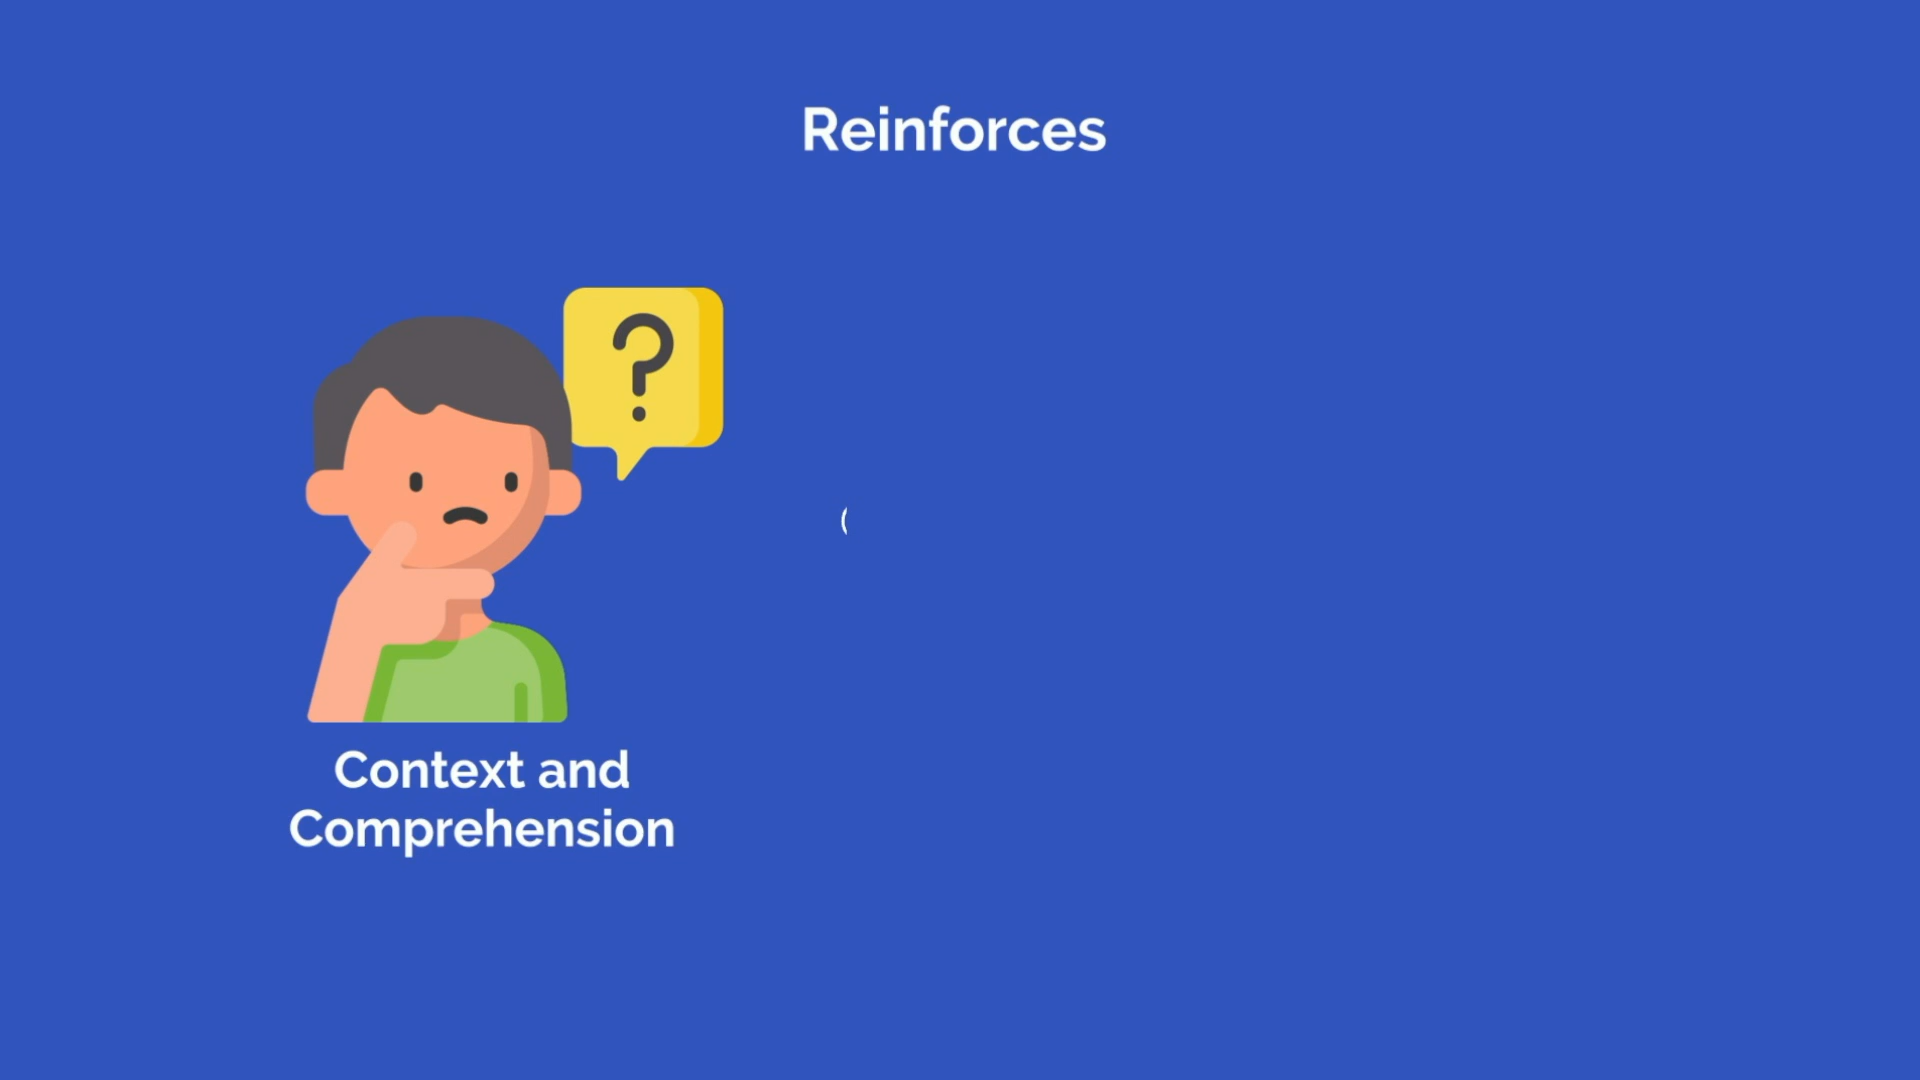 Reinforces
?
Context and
Comprehension